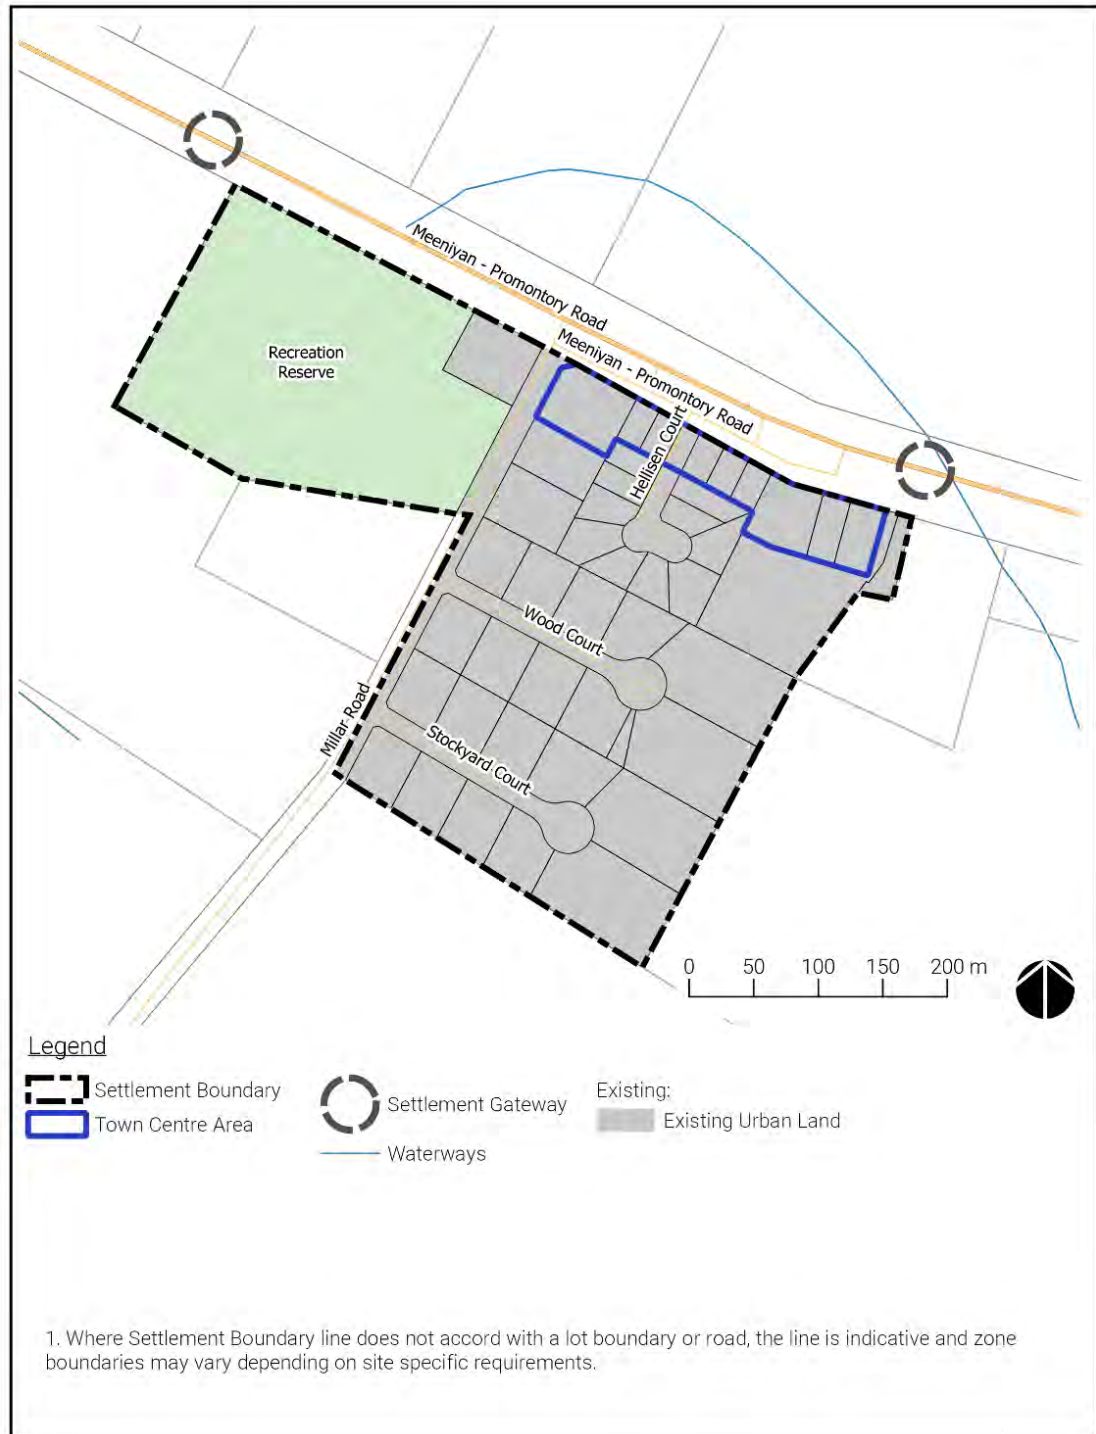 Meeniyan - Promontory Road
Meeniyan - Promontory Road
Recreation
Reserve
Hellisen Court
Wood Court
Millar Road
Stockyard Court
0 50 100 150 200 m
Legend
Settlement Boundary
Town Centre Area
Settlement Gateway
Waterways
Existing:
Existing Urban Land
1. Where Settlement Boundary line does not accord with a lot boundary or road, the line is indicative and zone
boundaries may vary depending on site specific requirements.